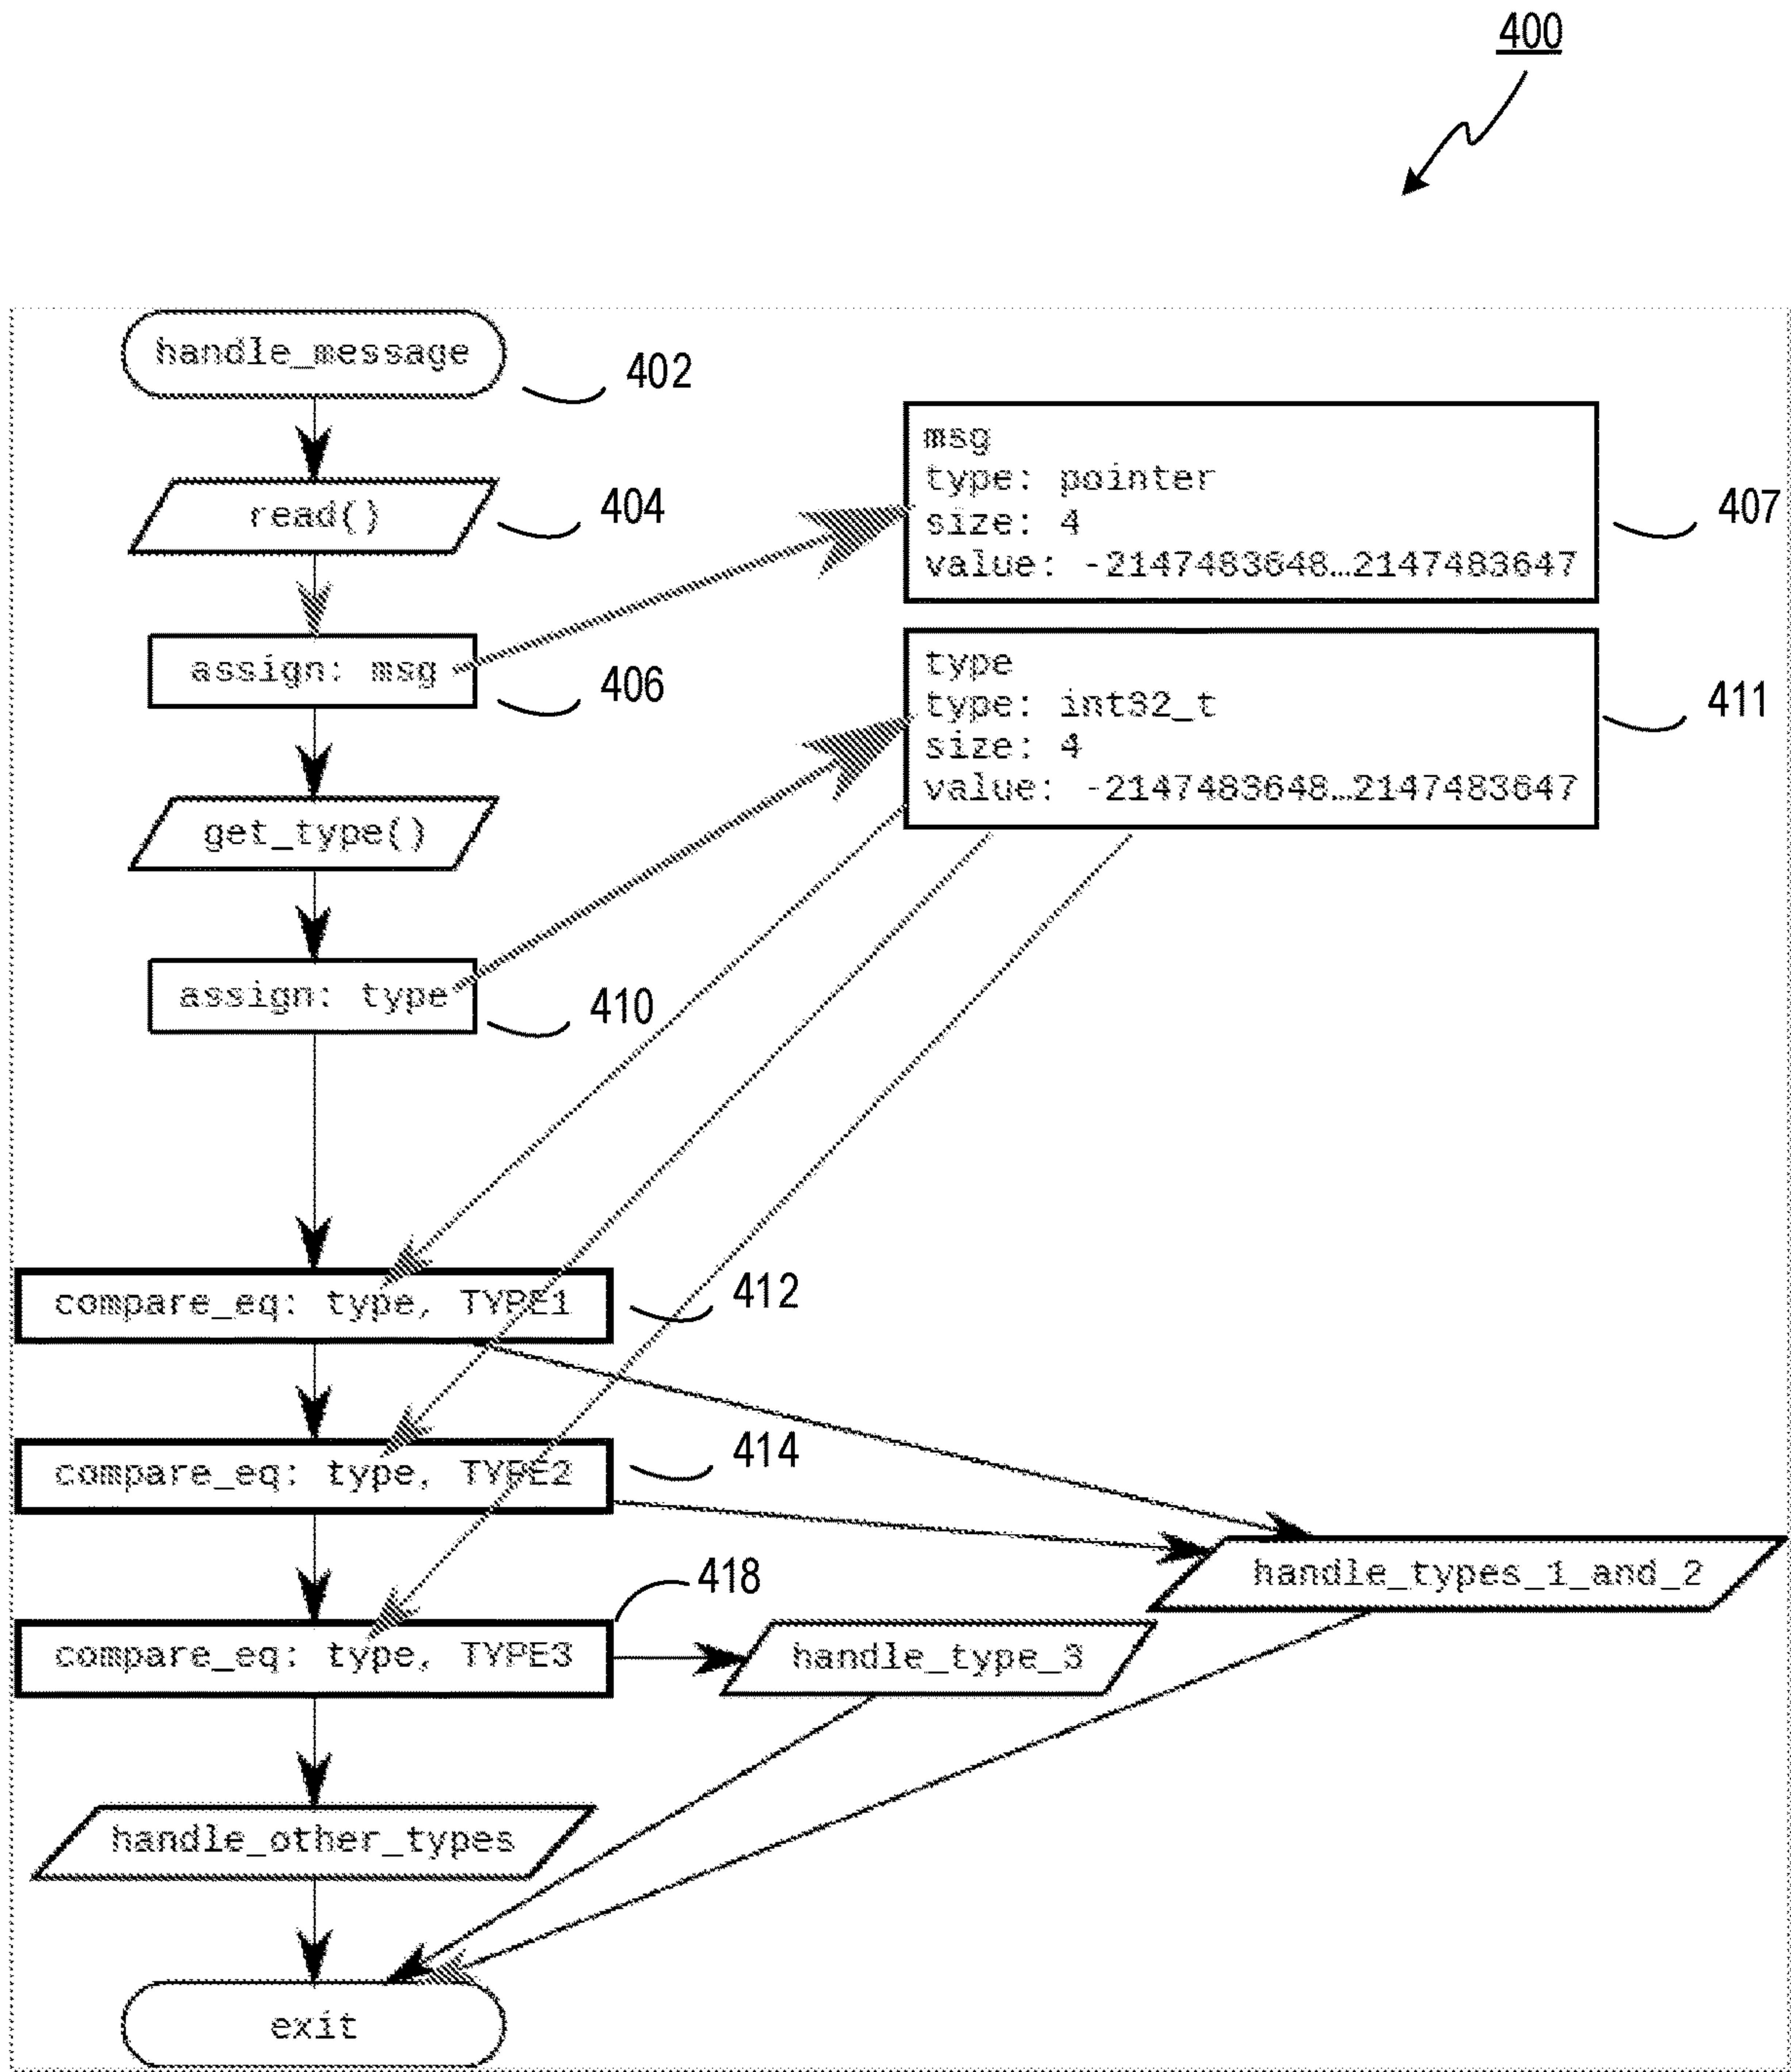 400
handle_message
402
read()
404
assign: msg
406
msg
type: pointer
size: 4
value: -2147483648…2147483647
407
type
type: int32_t
size: 4
value: -2147483648…2147483647
411
get_type()
assign: type
410
compare_eq: type, TYPE1
412
compare_eq: type, TYPE2
414
handle_types_1_and_2
418
compare_eq: type, TYPE3
handle_type_3
handle_other_types
exit